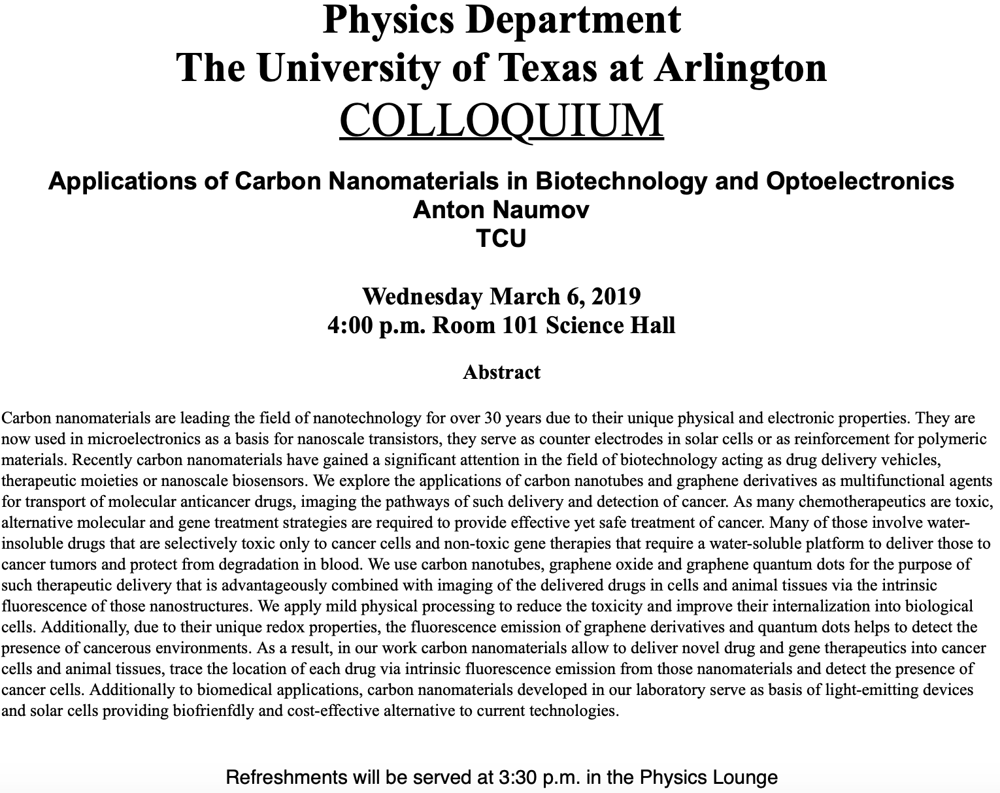 Physics Department
The University of Texas at Arlington
COLLOQUIUM
Applications of Carbon Nanomaterials in Biotechnology and Optoelectronics
Anton Naumov
TCU
Wednesday March 6, 2019
4:00 p.m. Room 101 Science Hall
Abstract
Carbon nanomaterials are leading the field of nanotechnology for over 30 years due to their unique physical and electronic properties. They are
now used in microelectronics as a basis for nanoscale transistors, they serve as counter electrodes in solar cells or as reinforcement for polymeric
materials. Recently carbon nanomaterials have gained a significant attention in the field of biotechnology acting as drug delivery vehicles,
therapeutic moieties or nanoscale biosensors. We explore the applications of carbon nanotubes and graphene derivatives as multifunctional agents
for transport of molecular anticancer drugs, imaging the pathways of such delivery and detection of cancer. As many chemotherapeutics are toxic,
alternative molecular and gene treatment strategies are required to provide effective yet safe treatment of cancer. Many of those involve water-
insoluble drugs that are selectively toxic only to cancer cells and non-toxic gene therapies that require a water-soluble platform to deliver those to
cancer tumors and protect from degradation in blood. We use carbon nanotubes, graphene oxide and graphene quantum dots for the purpose of
such therapeutic delivery that is advantageously combined with imaging of the delivered drugs in cells and animal tissues via the intrinsic
fluorescence of those nanostructures. We apply mild physical processing to reduce the toxicity and improve their internalization into biological
cells. Additionally, due to their unique redox properties, the fluorescence emission of graphene derivatives and quantum dots helps to detect the
presence of cancerous environments. As a result, in our work carbon nanomaterials allow to deliver novel drug and gene therapeutics into cancer
cells and animal tissues, trace the location of each drug via intrinsic fluorescence emission from those nanomaterials and detect the presence of
cancer cells. Additionally to biomedical applications, carbon nanomaterials developed in our laboratory serve as basis of light-emitting devices
and solar cells providing biofrienfdly and cost-effective alternative to current technologies.
Refreshments will be served at 3:30 p.m. in the Physics Lounge